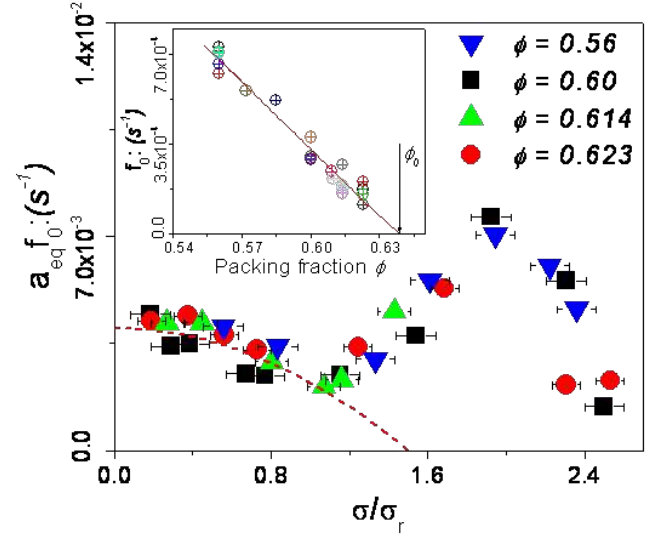 1.4x10⁻²
7.0x10⁻³
0.0
a_eq f₀:(s⁻¹)
0.0
0.8
1.6
2.4
σ/σ_r
ϕ = 0.56
ϕ = 0.60
ϕ = 0.614
ϕ = 0.623
7.0x10⁻⁴
3.5x10⁻⁴
0.0
f₀: (s⁻¹)
0.54
0.57
0.60
0.63
Packing fraction ϕ
ϕ₀